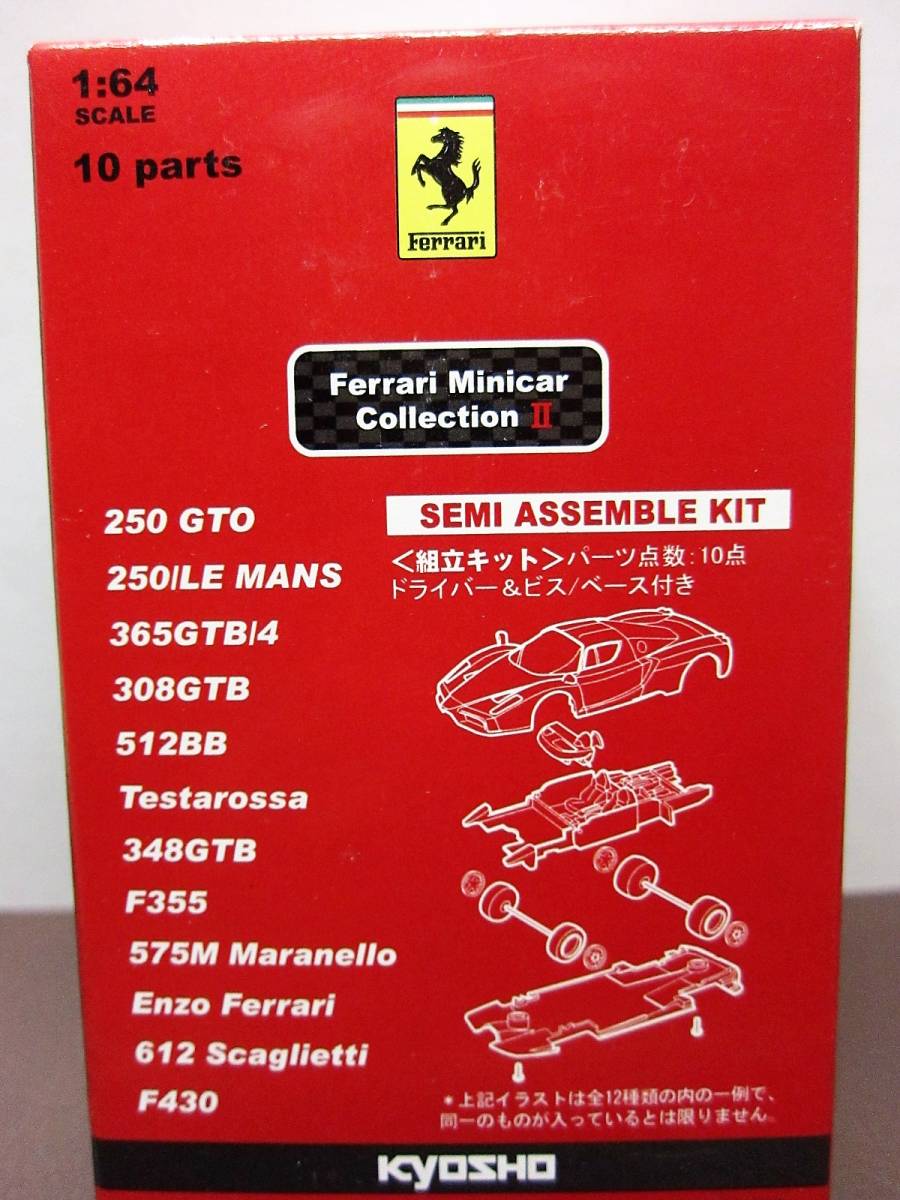 1:64
SCALE
10 parts
Ferrari
Ferrari Minicar
Collection II
250 GTO
250/LE MANS
365GTB/4
308GTB
512BB
Testarossa
348GTB
F355
575M Maranello
Enzo Ferrari
612 Scaglietti
F430
SEMI ASSEMBLE KIT
<組立キット>パーツ点数:10点
ドライバー&ビス/ベース付き
*上記イラストは全12種類の内の一例で、
同一のものが入っているとは限りません。
KYOSHO